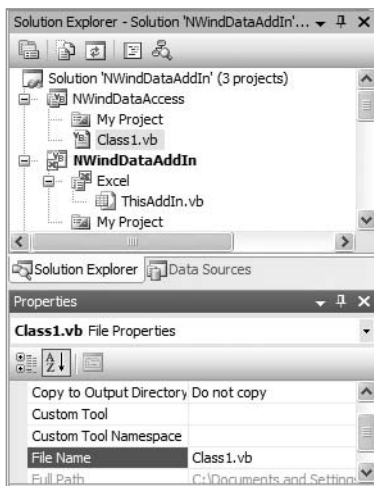 Solution Explorer - Solution 'NWindDataAddIn'...
Solution 'NWindDataAddIn' (3 projects)
NWindDataAccess
My Project
Class1.vb
NWindDataAddIn
Excel
ThisAddIn.vb
My Project
Solution Explorer Data Sources
Properties
Class1.vb File Properties
Copy to Output Directory Do not copy
Custom Tool
Custom Tool Namespace
File Name Class1.vb
Full Path C:\Documents and Settings